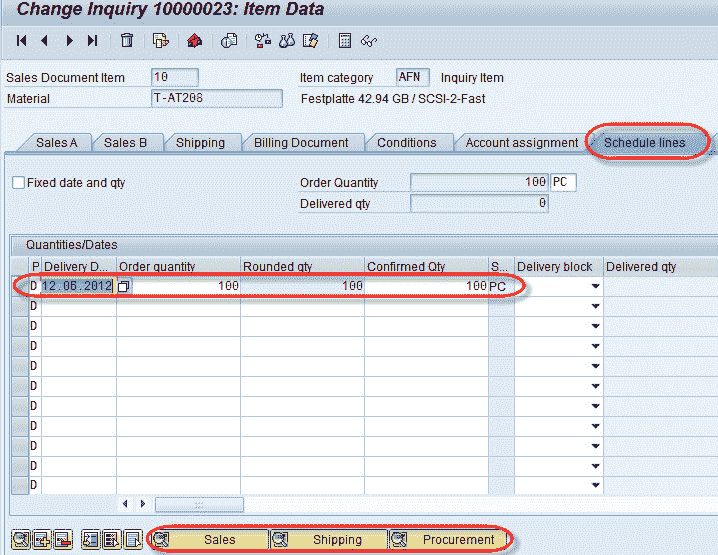 Change Inquiry 10000023: Item Data
Sales Document Item 10 Item category AFN Inquiry Item
Material T-AT208 Festplatte 42.94 GB / SCSI-2-Fast
Sales A Sales B Shipping Billing Document Conditions Account assignment Schedule lines
Fixed date and qty Order Quantity 100 PC
Delivered qty 0
Quantities/Dates
P Delivery D... Order quantity Rounded qty Confirmed Qty S... Delivery block Delivered qty
D 12.06.2012 100 100 100 PC
D
D
D
D
D
D
D
D
D
D
Sales Shipping Procurement